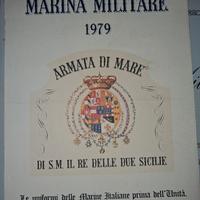 MARINA MILITARE
1979
ARMATA DI MARE
DI S.M. IL RE DELLE DUE SICILIE
Le uniformi delle Marine Italiane prima dell'Unità.